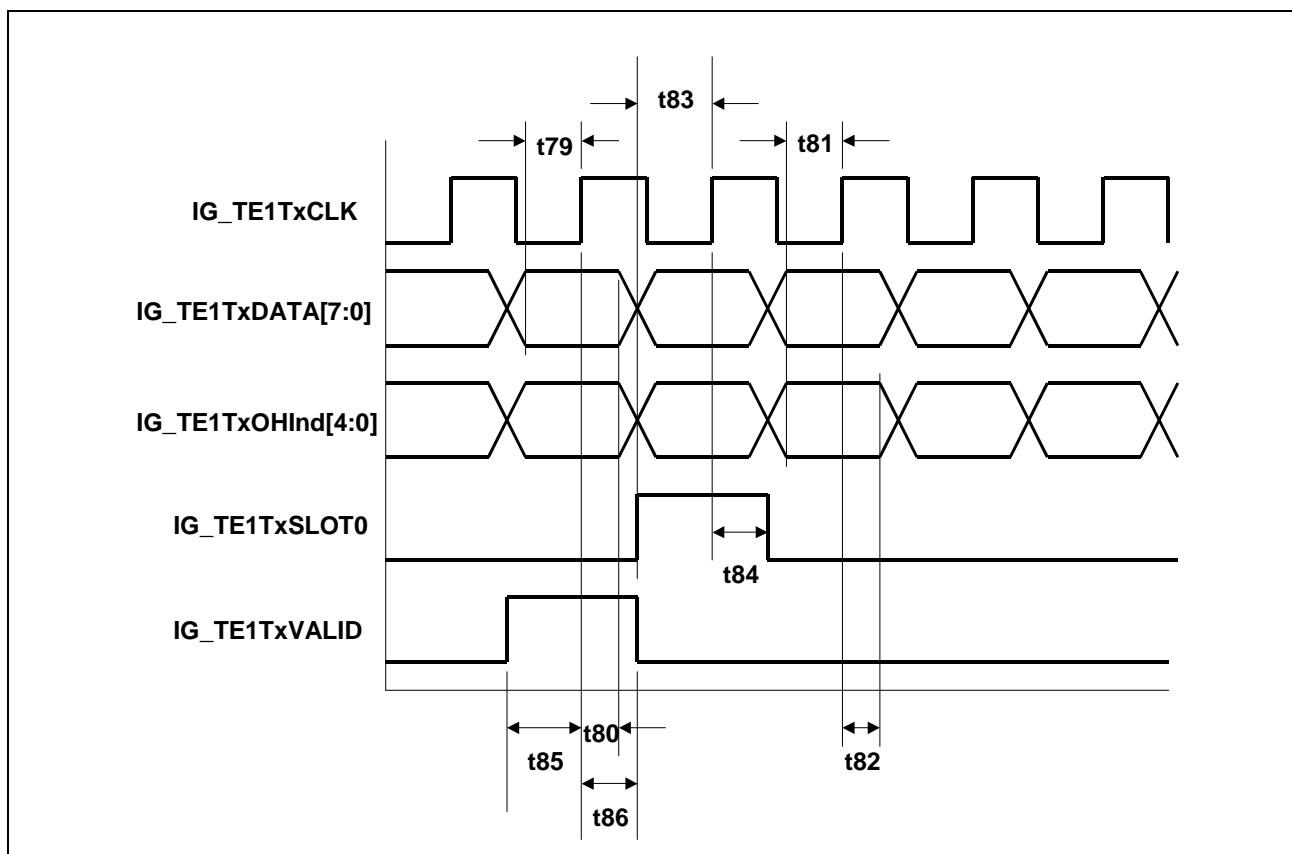 t83
t79
t81
IG_TE1TxCLK
IG_TE1TxDATA[7:0]
IG_TE1TxOHInd[4:0]
IG_TE1TxSLOT0
t84
IG_TE1TxVALID
t80
t85
t82
t86